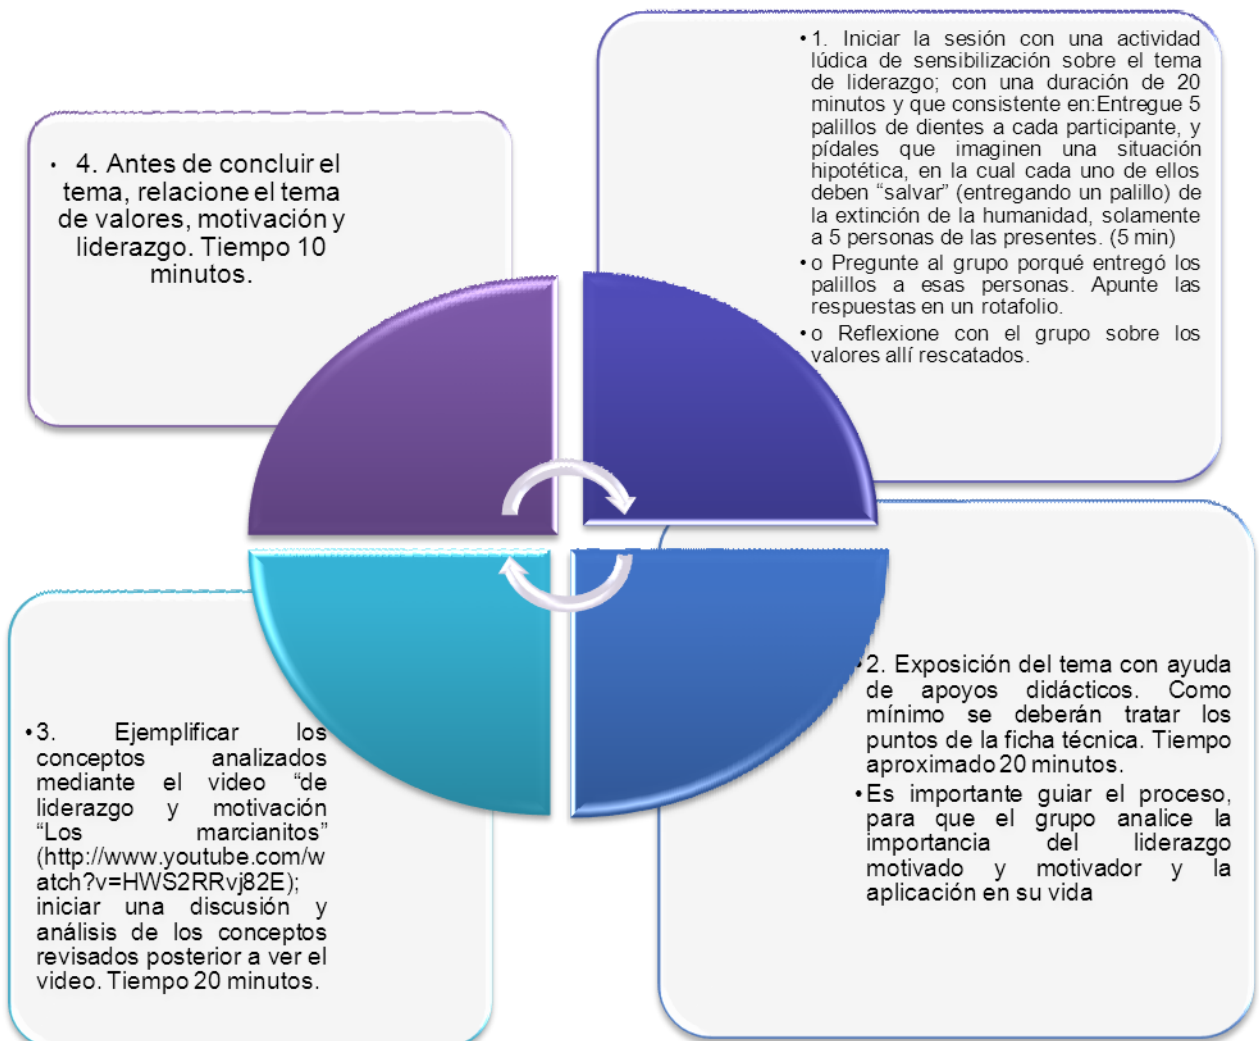 • 1. Iniciar la sesión con una actividad
lúdica de sensibilización sobre el tema
de liderazgo; con una duración de 20
minutos y que consistente en:Entregue 5
palillos de dientes a cada participante, y
pídales que imaginen una situación
hipotética, en la cual cada uno de ellos
deben “salvar” (entregando un palillo) de
la extinción de la humanidad, solamente
a 5 personas de las presentes. (5 min)
• o Pregunte al grupo porqué entregó los
palillos a esas personas. Apunte las
respuestas en un rotafolio.
• o Reflexione con el grupo sobre los
valores allí rescatados.
• 2. Exposición del tema con ayuda
de apoyos didácticos. Como
mínimo se deberán tratar los
puntos de la ficha técnica. Tiempo
aproximado 20 minutos.
• Es importante guiar el proceso,
para que el grupo analice la
importancia del liderazgo
motivado y motivador y la
aplicación en su vida
• 3. Ejemplificar los
conceptos analizados
mediante el video “de
liderazgo y motivación
“Los marcianitos”
(http://www.youtube.com/w
atch?v=HWS2RRvj82E);
iniciar una discusión y
análisis de los conceptos
revisados posterior a ver el
video. Tiempo 20 minutos.
• 4. Antes de concluir el
tema, relacione el tema
de valores, motivación y
liderazgo. Tiempo 10
minutos.